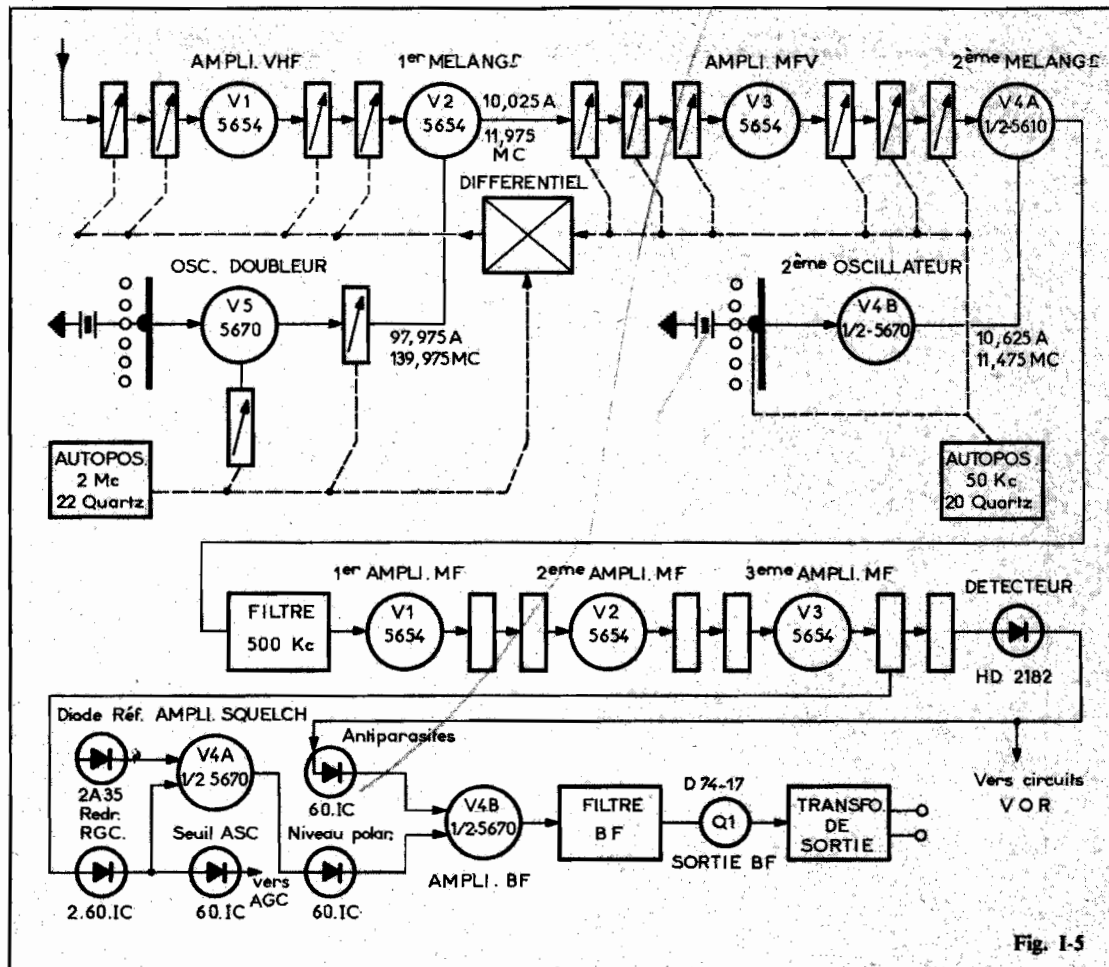 AMPLI. VHF
1er MELANGE
AMPLI. MFV
2ème MELANGE
V1
5654
V2
5654
10,025 A
11,975
MC
V3
5654
V4A
1/2-5610
DIFFERENTIEL
OSC. DOUBLEUR
2ème OSCILLATEUR
V5
5670
97,975 A
139,975 MC
V4B
1/2-5670
10,625 A
11,475 MC
AUTOPOS.
2 Mc
22 Quartz
AUTOPOS.
50 Kc
20 Quartz
1er AMPLI. MF
2eme AMPLI. MF
3eme AMPLI. MF
DETECTEUR
FILTRE
500 Kc
V1
5654
V2
5654
V3
5654
HD 2182
Diode Réf. AMPLI. SQUELCH
Antiparasites
V4A
1/2 5670
2A35
Redr.
RGC.
60.IC
Seuil ASC
Niveau polar.
V4B
1/2-5670
D 74-17
FILTRE
BF
Q1
TRANSFO.
DE
SORTIE
Vers circuits
VOR
SORTIE BF
AMPLI. BF
vers
AGC
2.60.IC
60.IC
60.IC
Fig. I-5